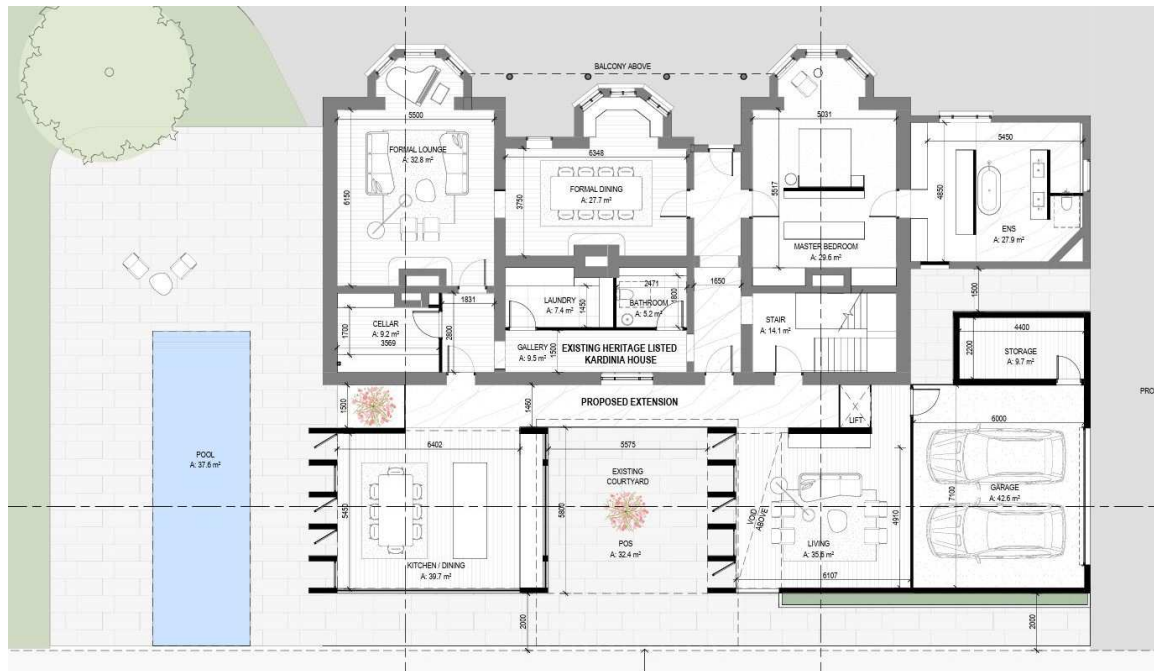 BALCONY ABOVE
5500
FORMAL LOUNGE
A: 32.8 m²
6150
6348
FORMAL DINING
A: 27.7 m²
3750
5031
5517
MASTER BEDROOM
A: 29.6 m²
5450
4850
ENS
A: 27.9 m²
1831
CELLAR
A: 9.2 m²
3569
1700
2800
LAUNDRY
A: 7.4 m²
1450
2471
1800
BATHROOM
A: 5.2 m²
1650
STAIR
A: 14.1 m²
GALLERY
A: 9.5 m²
1500
EXISTING HERITAGE LISTED
KARDINIA HOUSE
1500
4400
STORAGE
A: 9.7 m²
2200
PRO
1500
1460
PROPOSED EXTENSION
LIFT
POOL
A: 37.6 m²
6402
5450
KITCHEN / DINING
A: 39.7 m²
5575
EXISTING
COURTYARD
5800
POS
A: 32.4 m²
VOID
ABOVE
LIVING
A: 35.6 m²
4910
6107
6000
GARAGE
A: 42.6 m²
7100
2000
2000